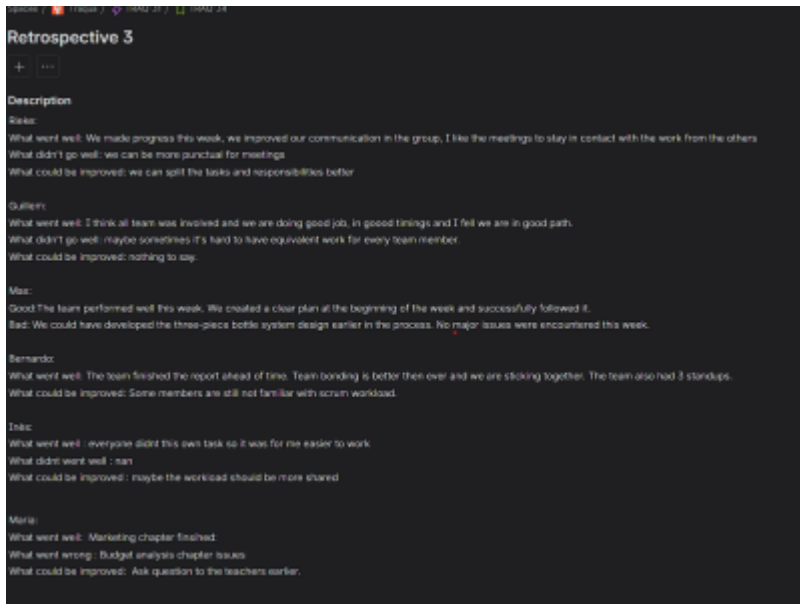 Spaces /
Retrospective 3
Description
What went well: We made progress this week, we improved our communication in the group, I like the meetings to stay in contact with the work from the others
What didn't go well: we can be more punctual for meetings
What could be improved: we can split the tasks and responsibilities better
Guillem:
What went well: I think all team was involved and we are doing good job, in goood timings and I fell we are in good path.
What didn't go well: maybe sometimes it's hard to have equivalent work for every team member.
What could be improved: nothing to say.
Good:The team performed well this week. We created a clear plan at the beginning of the week and successfully followed it.
Bad: We could have developed the three-piece bottle system design earlier in the process. No major issues were encountered this week.
Bernardo:
What went well: The team finished the report ahead of time. Team bonding is better then ever and we are sticking together. The team also had 3 standups.
What could be improved: Some members are still not familiar with scrum workload.
What went well : everyone didnt this own task so it was for me easier to work
What didnt went well : nan
What could be improved : maybe the workload should be more shared
Maria:
What went well: Marketing chapter
What went wrong : Budget analysis chapter issues
What could be improved: Ask question to the teachers earlier.